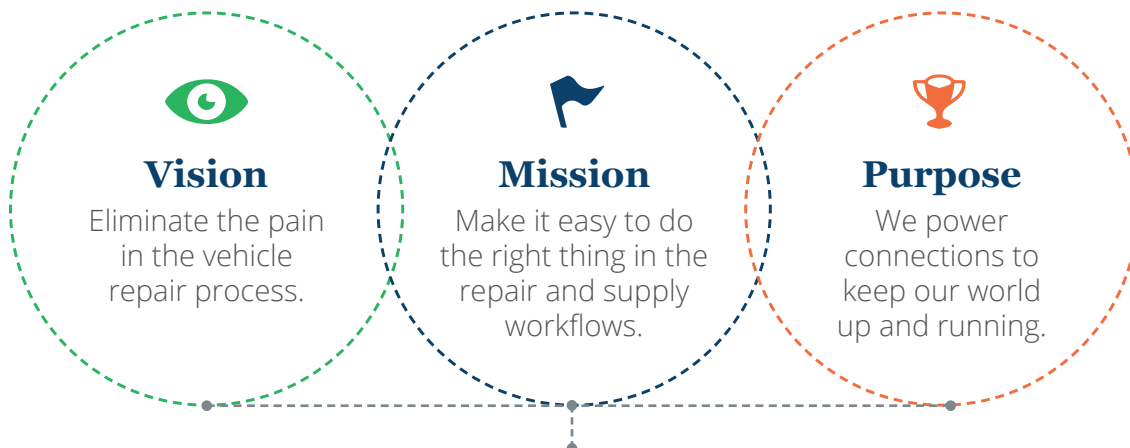 Vision
Eliminate the pain
in the vehicle
repair process.
Mission
Make it easy to do
the right thing in the
repair and supply
workflows.
Purpose
We power
connections to
keep our world
up and running.